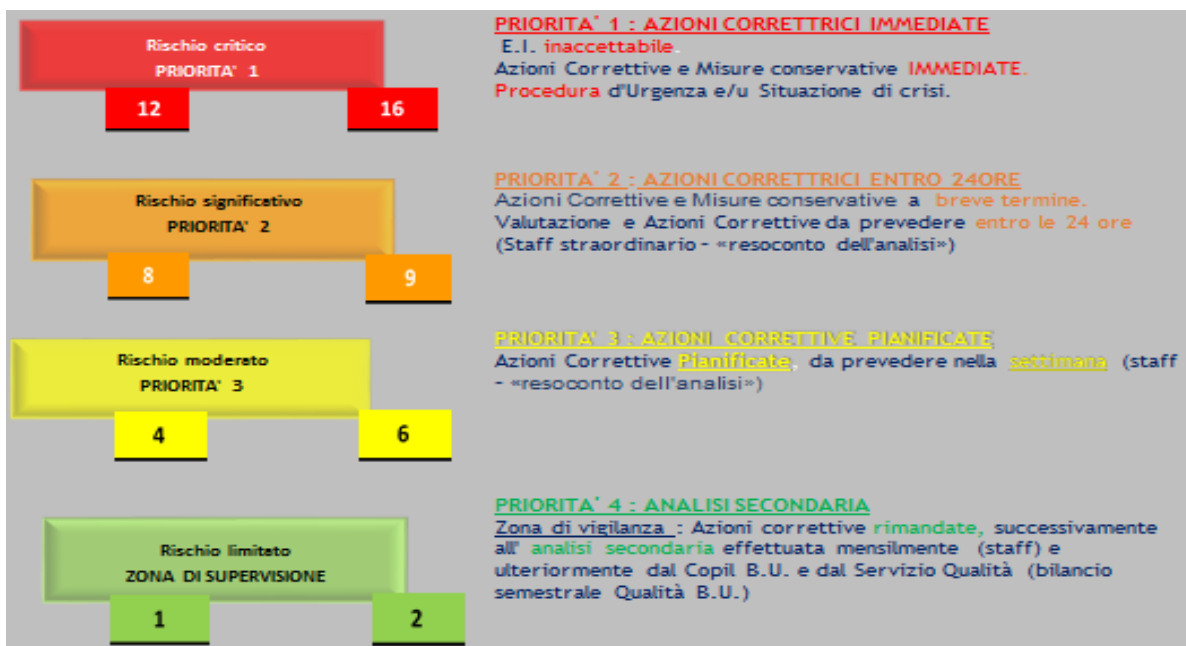 Rischio critico
PRIORITA' 1
12
16
PRIORITA' 1 : AZIONI CORRETTRICI IMMEDIATE
E.I. inaccettabile.
Azioni Correttive e Misure conservative IMMEDIATE.
Procedura d'Urgenza e/u Situazione di crisi.
Rischio significativo
PRIORITA' 2
8
9
PRIORITA' 2 : AZIONI CORRETTRICI ENTRO 24ORE
Azioni Correttive e Misure conservative a breve termine.
Valutazione e Azioni Correttive da prevedere entro le 24 ore
(Staff straordinario - «resoconto dell'analisi»)
Rischio moderato
PRIORITA' 3
4
6
PRIORITA' 3 : AZIONI CORRETTIVE PIANIFICATE
Azioni Correttive Pianificate, da prevedere nella settimana (staff
- «resoconto dell'analisi»)
Rischio limitato
ZONA DI SUPERVISIONE
1
2
PRIORITA' 4 : ANALISI SECONDARIA
Zona di vigilanza : Azioni correttive rimandate, successivamente
all' analisi secondaria effettuata mensilmente (staff) e
ulteriormente dal Copil B.U. e dal Servizio Qualità (bilancio
semestrale Qualità B.U.)